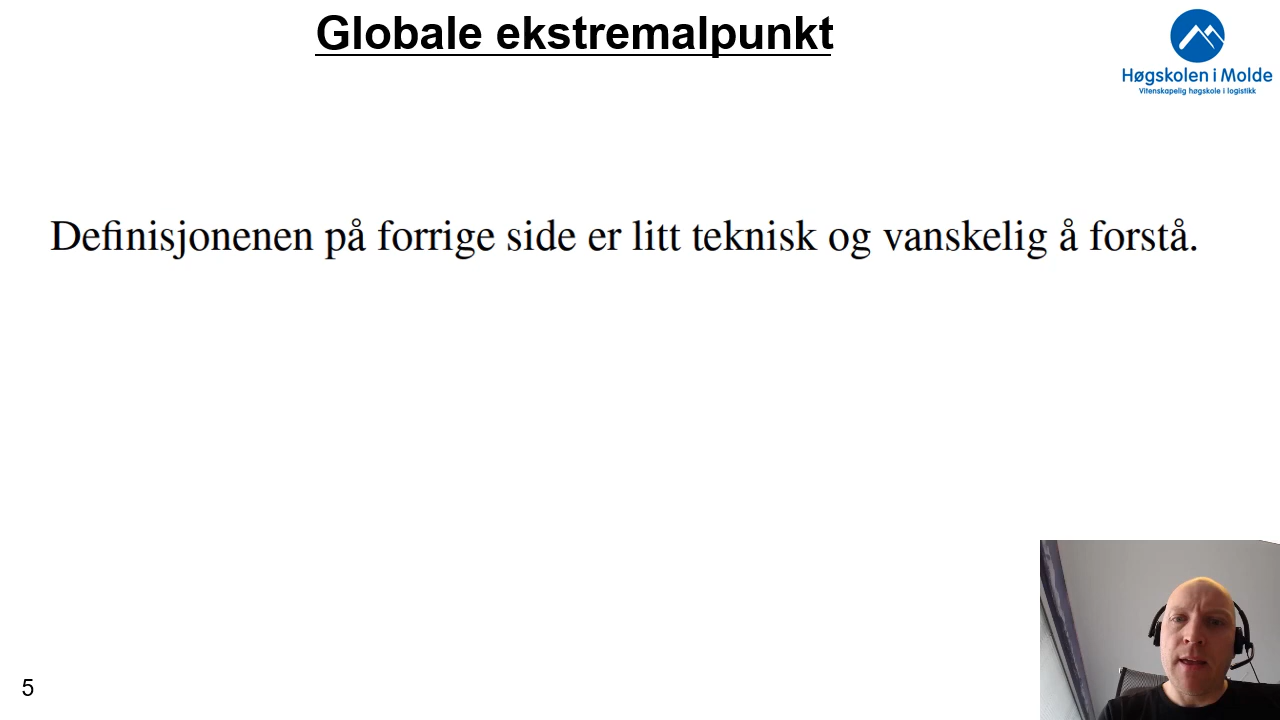 Globale ekstremalpunkt
Høgskolen i Molde
Vitenskapelig høgskole i logistikk
Definisjonenen på forrige side er litt teknisk og vanskelig å forstå.
5